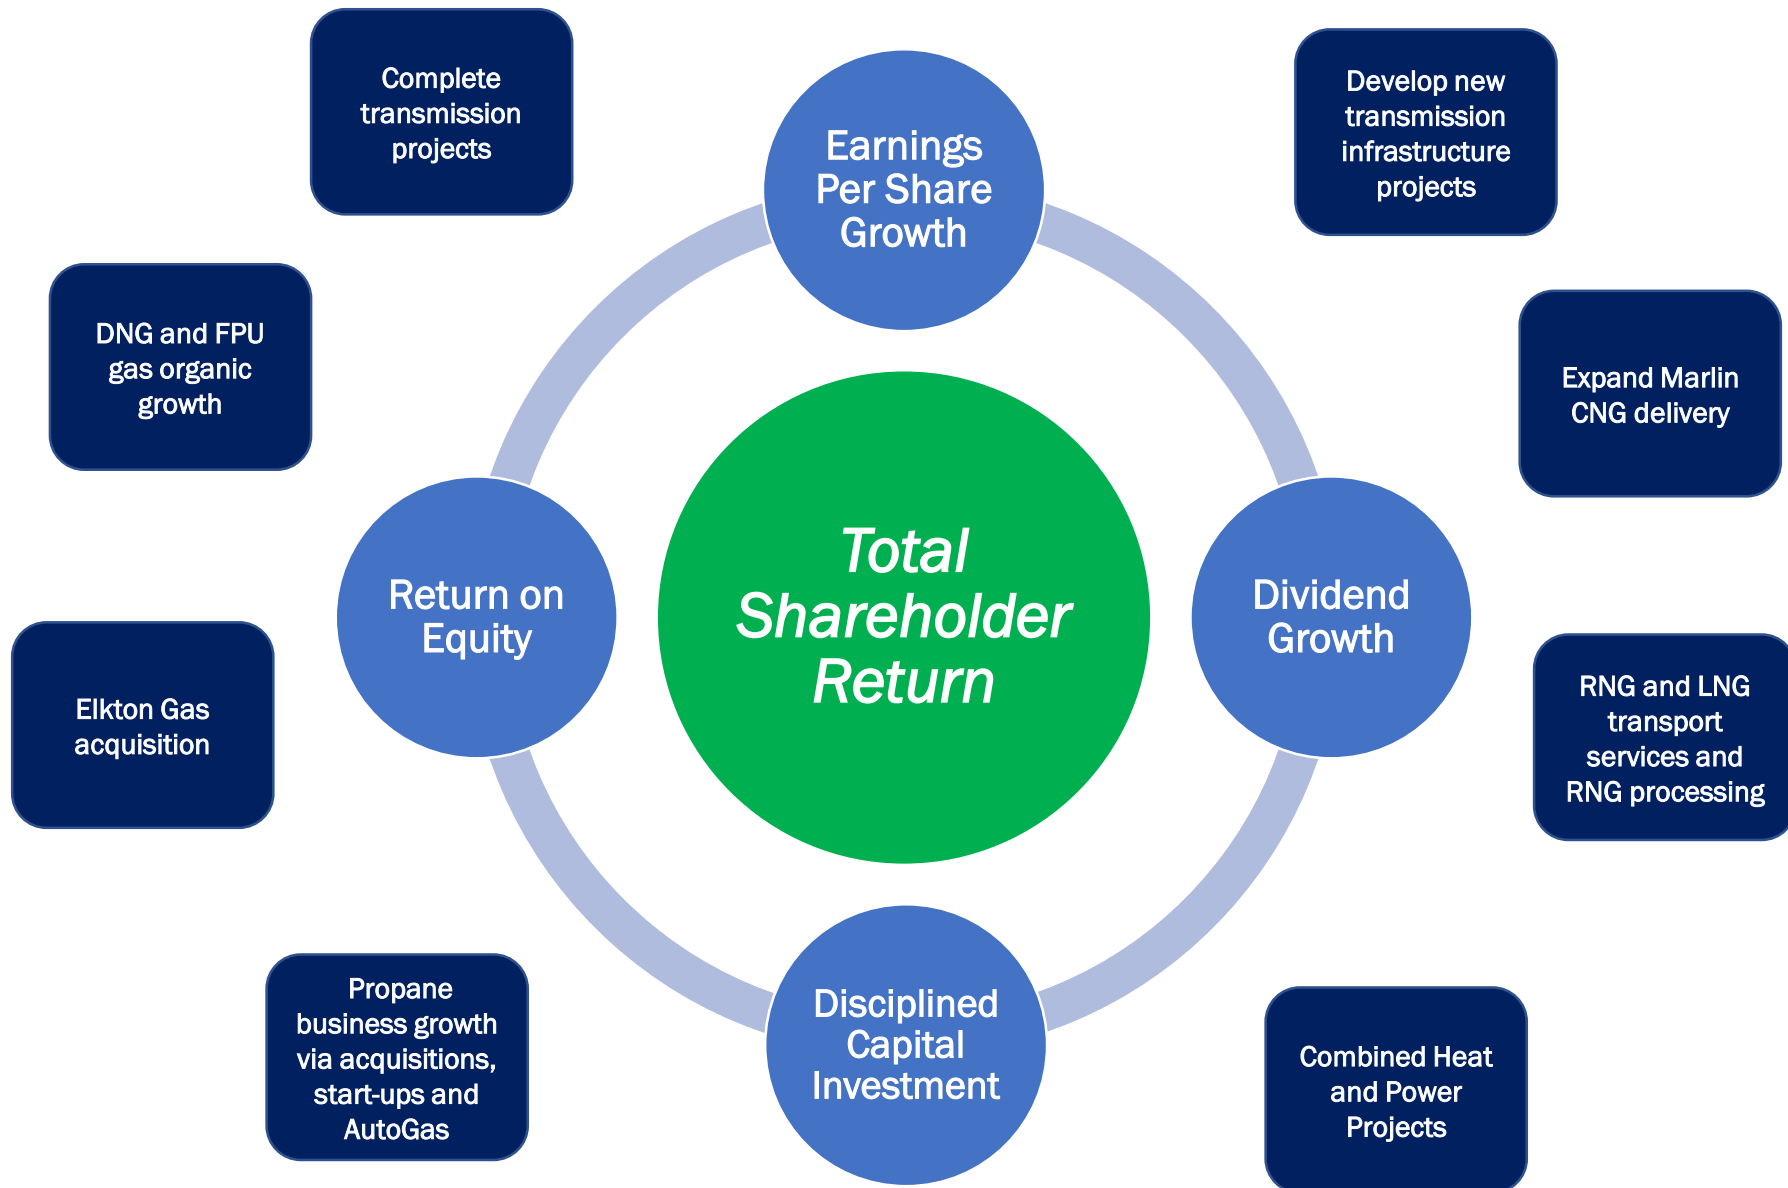 Complete
transmission
projects
Develop new
transmission
infrastructure
projects
Earnings
Per Share
Growth
DNG and FPU
gas organic
growth
Expand Marlin
CNG delivery
Return on
Equity
Total
Shareholder
Return
Dividend
Growth
Elkton Gas
acquisition
RNG and LNG
transport
services and
RNG processing
Propane
business growth
via acquisitions,
start-ups and
AutoGas
Disciplined
Capital
Investment
Combined Heat
and Power
Projects